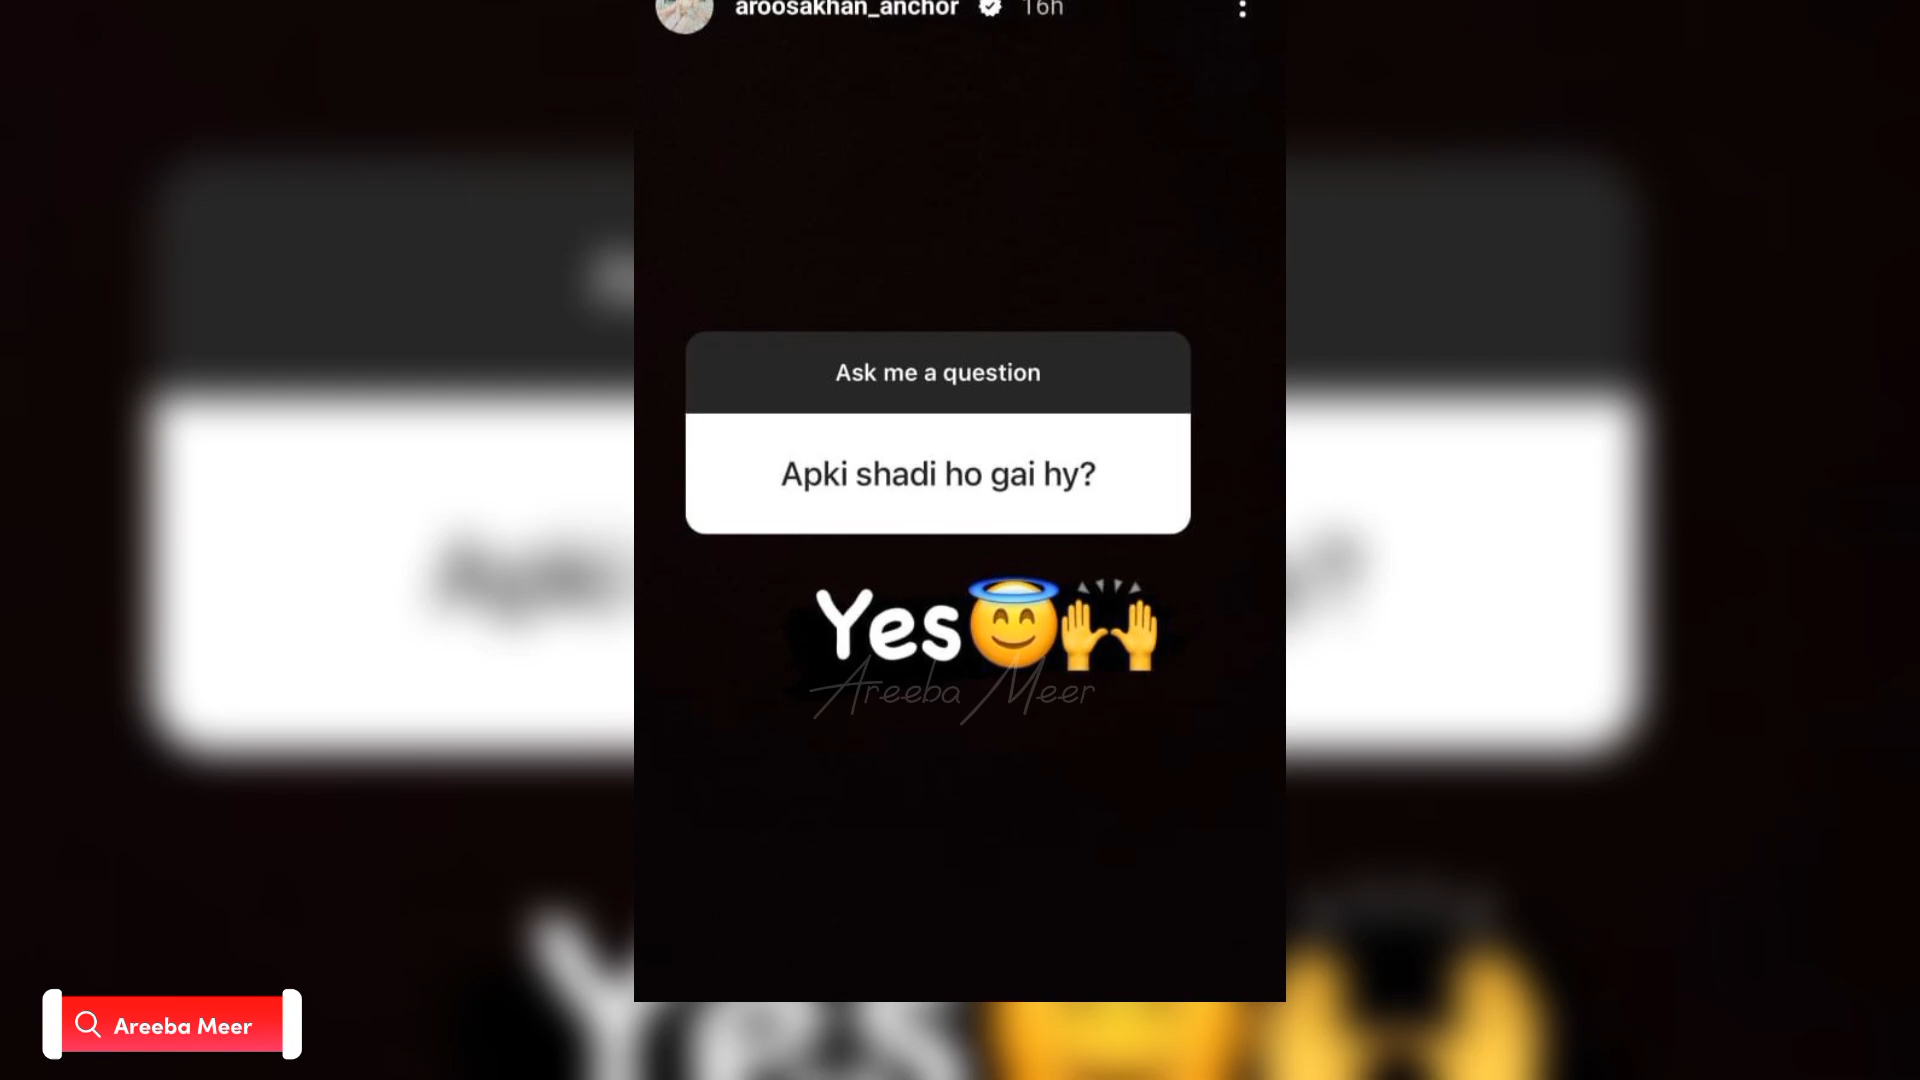 aroosakhan_anchor 16h
Ask me a question
Apki shadi ho gai hy?
Yes😇🙌
Areeba Meer
Areeba Meer